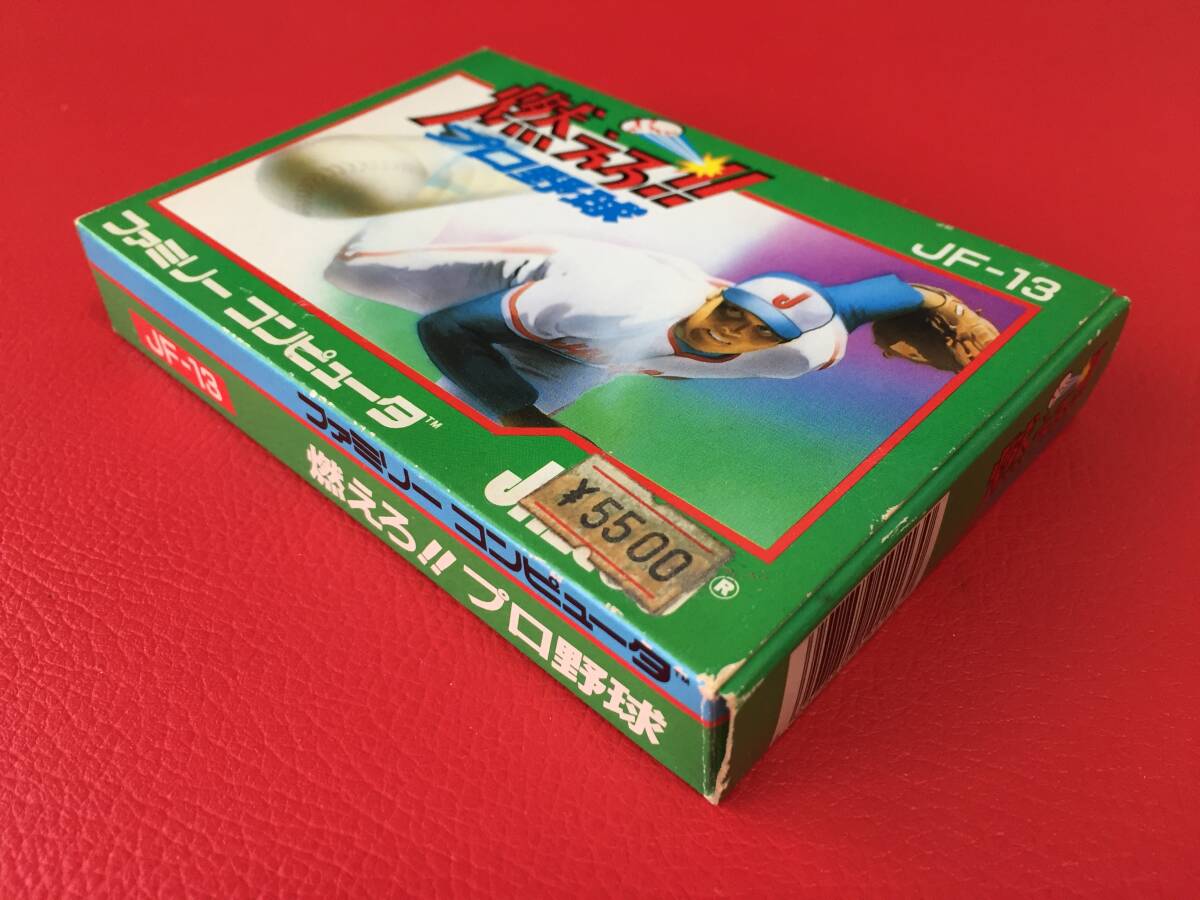 燃えろ!!
プロ野球
JF-13
J
ファミリー コンピュータ™
¥5500
®
JF-13
ファミリー コンピュータ™
燃えろ!! プロ野球